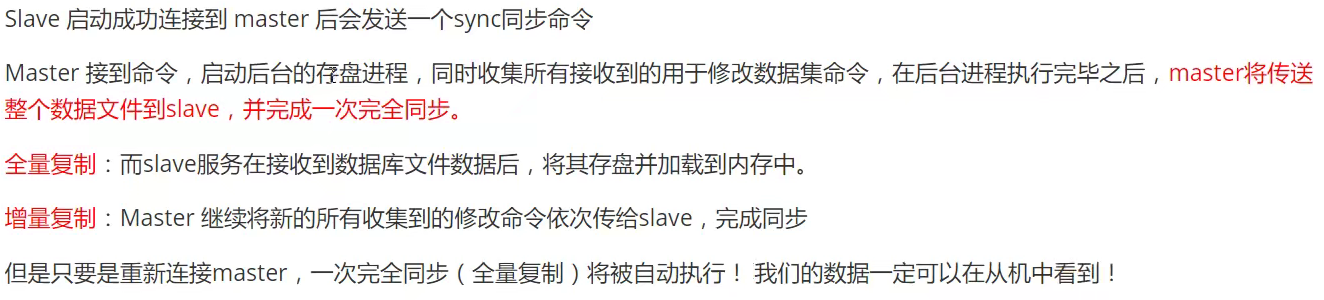 Slave 启动成功连接到 master 后会发送一个sync同步命令
Master 接到命令，启动后台的存盘进程，同时收集所有接收到的用于修改数据集命令，在后台进程执行完毕之后，master将传送
整个数据文件到slave，并完成一次完全同步。
全量复制：而slave服务在接收到数据库文件数据后，将其存盘并加载到内存中。
增量复制：Master 继续将新的所有收集到的修改命令依次传给slave，完成同步
但是只要是重新连接master，一次完全同步（全量复制）将被自动执行！ 我们的数据一定可以在从机中看到！